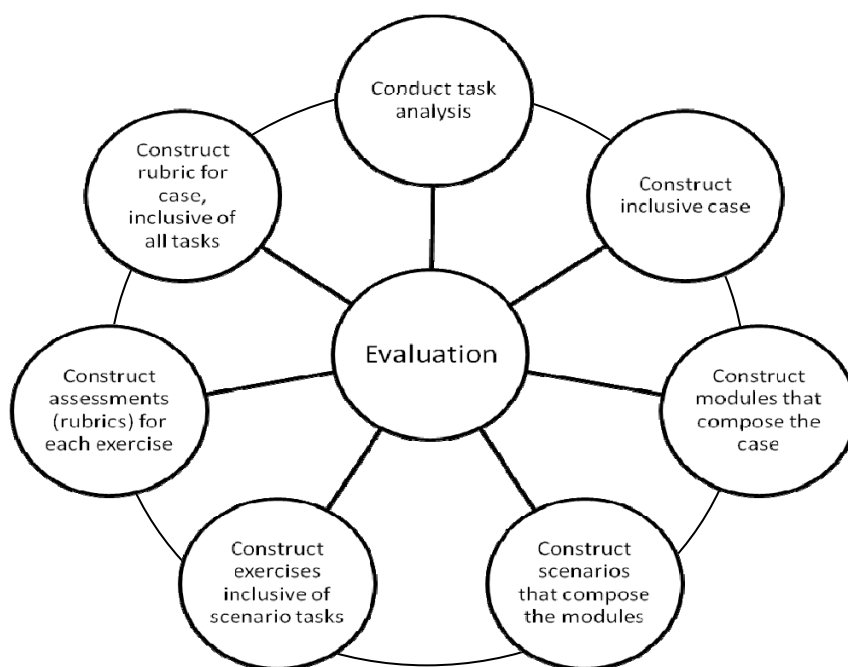 Conduct task
analysis
Construct
inclusive case
Construct
modules that
compose the
case
Construct
scenarios
that compose
the modules
Construct
exercises
inclusive of
scenario tasks
Construct
assessments
(rubrics) for
each exercise
Construct
rubric for
case,
inclusive of
all tasks
Evaluation